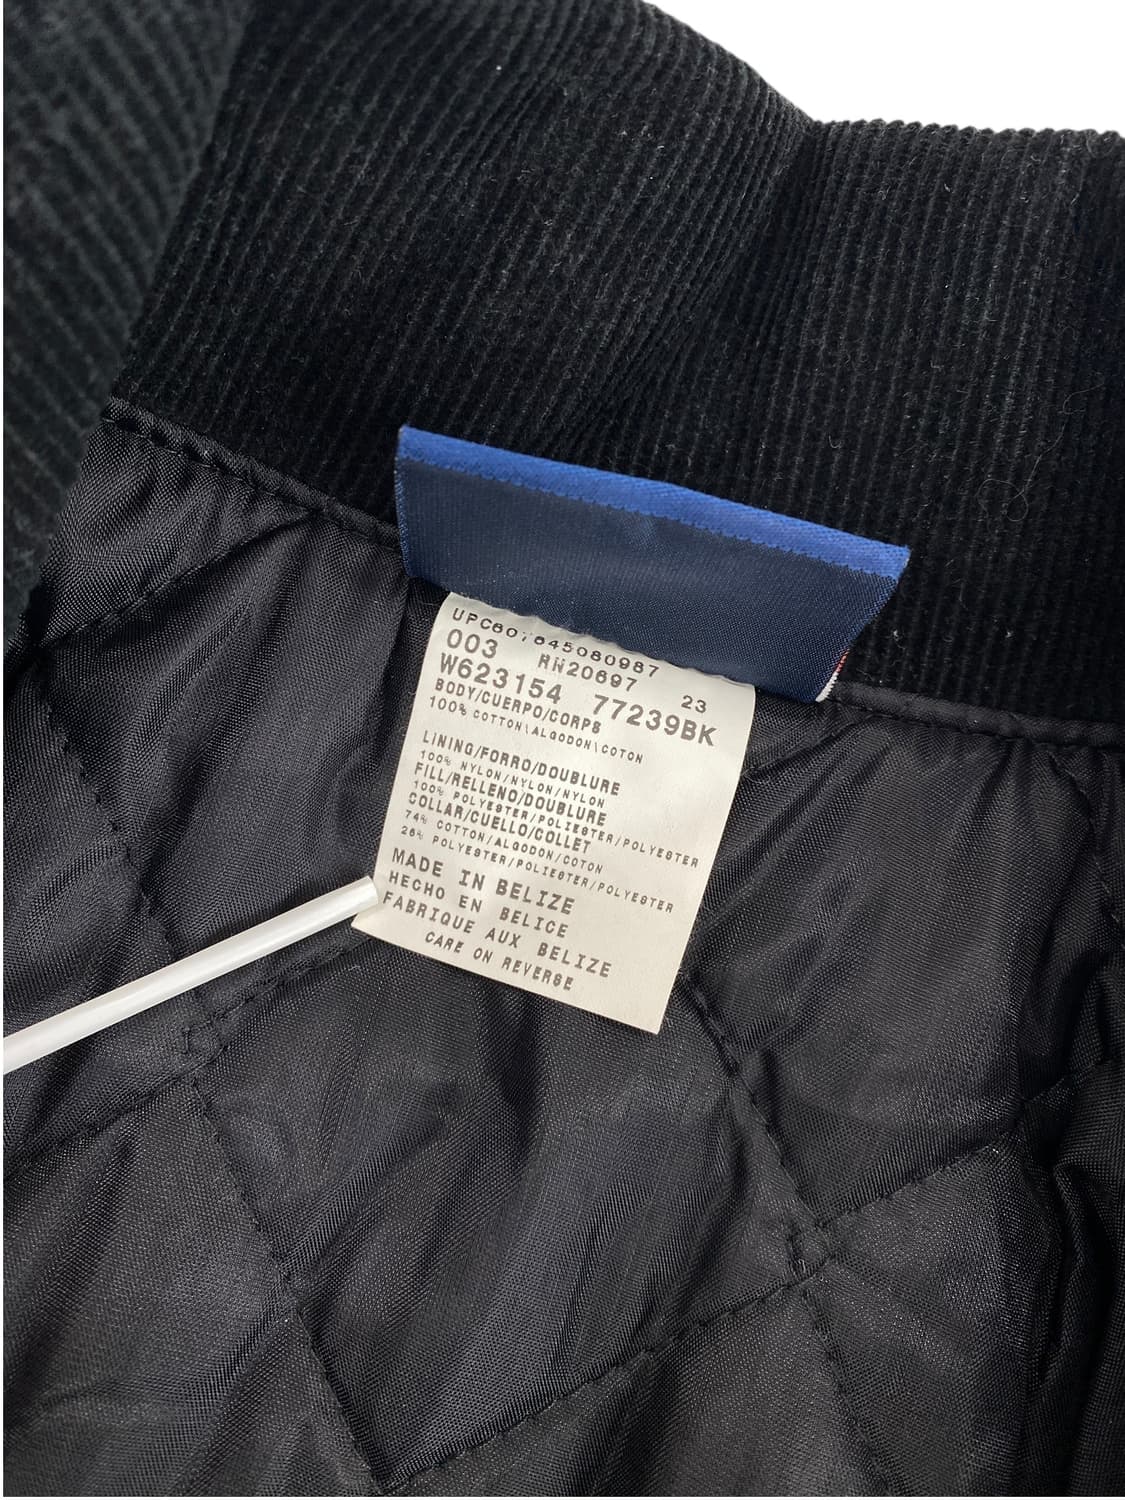 UPC607645080987
003 RN20697 23
W623154 77239BK
BODY/CUERPO/CORPS
100% COTTON\ALGODON\COTON
LINING/FORRO/DOUBLURE
100% NYLON/NYLON/NYLON
FILL/RELLENO/DOUBLURE
100% POLYESTER/POLIESTER/POLYESTER
COLLAR/CUELLO/COLLET
74% COTTON/ALGODON/COTON
26% POLYESTER/POLIESTER/POLYESTER
MADE IN BELIZE
HECHO EN BELICE
FABRIQUE AUX BELIZE
CARE ON REVERSE